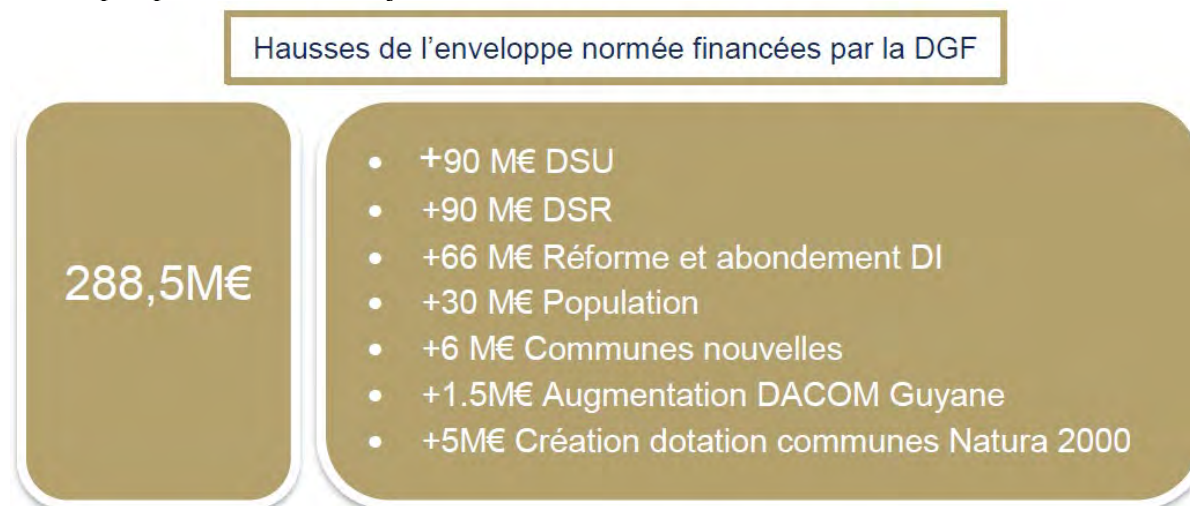 Hausses de l’enveloppe normée financées par la DGF
288,5M€
• +90 M€ DSU
• +90 M€ DSR
• +66 M€ Réforme et abondement DI
• +30 M€ Population
• +6 M€ Communes nouvelles
• +1.5M€ Augmentation DACOM Guyane
• +5M€ Création dotation communes Natura 2000